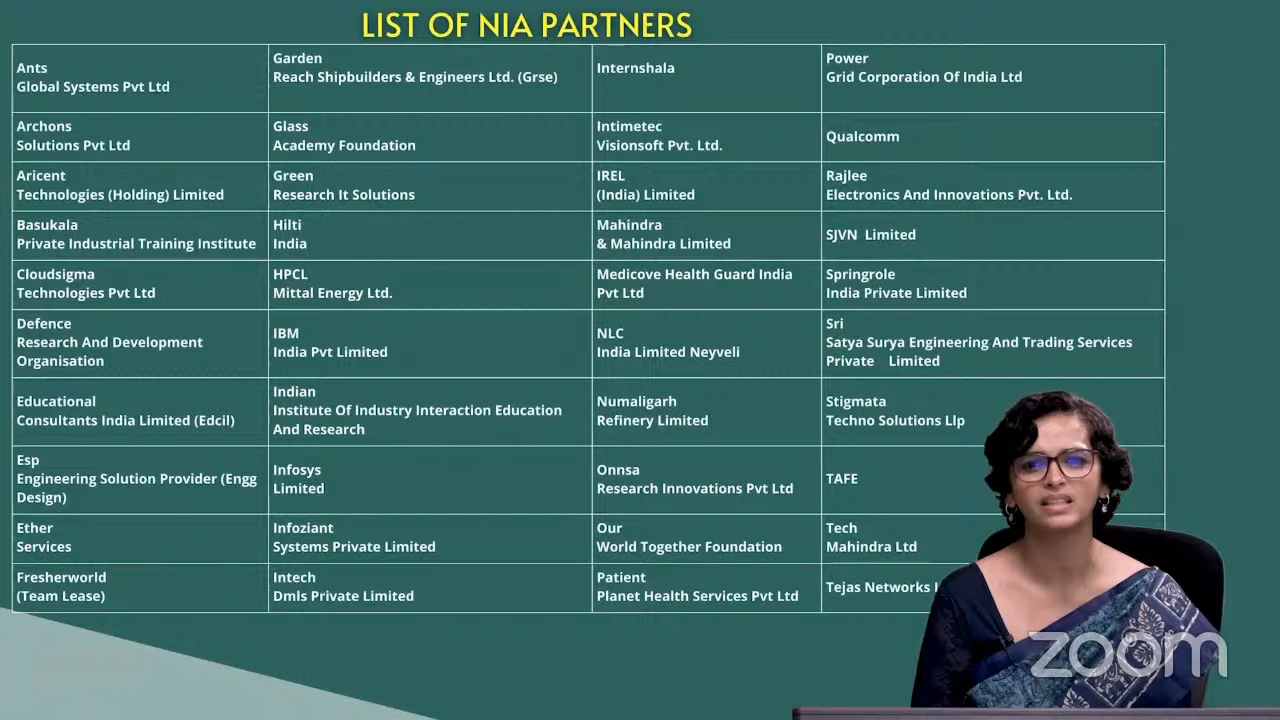 LIST OF NIA PARTNERS
Ants
Global Systems Pvt Ltd
Garden
Reach Shipbuilders & Engineers Ltd. (Grse)
Internshala
Power
Grid Corporation Of India Ltd
Archons
Solutions Pvt Ltd
Glass
Academy Foundation
Intimetec
Visionsoft Pvt. Ltd.
Qualcomm
Aricent
Technologies (Holding) Limited
Green
Research It Solutions
IREL
(India) Limited
Rajlee
Electronics And Innovations Pvt. Ltd.
Basukala
Private Industrial Training Institute
Hilti
India
Mahindra
& Mahindra Limited
SJVN Limited
Cloudsigma
Technologies Pvt Ltd
HPCL
Mittal Energy Ltd.
Medicove Health Guard India
Pvt Ltd
Springrole
India Private Limited
Defence
Research And Development
Organisation
IBM
India Pvt Limited
NLC
India Limited Neyveli
Sri
Satya Surya Engineering And Trading Services
Private Limited
Educational
Consultants India Limited (Edcil)
Indian
Institute Of Industry Interaction Education
And Research
Numaligarh
Refinery Limited
Stigmata
Techno Solutions Llp
Esp
Engineering Solution Provider (Engg
Design)
Infosys
Limited
Onnsa
Research Innovations Pvt Ltd
TAFE
Ether
Services
Infoziant
Systems Private Limited
Our
World Together Foundation
Tech
Mahindra Ltd
Fresherworld
(Team Lease)
Intech
Dmls Private Limited
Patient
Planet Health Services Pvt Ltd
Tejas Networks
zoom